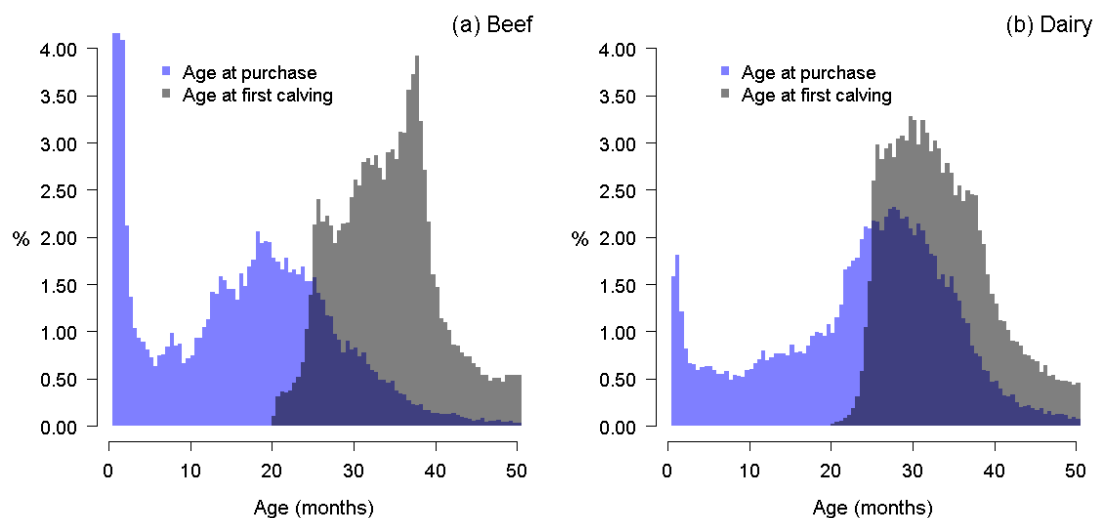 (a) Beef
4.00
3.50
3.00
2.50
2.00
1.50
1.00
0.50
0.00
%
Age at purchase
Age at first calving
0 10 20 30 40 50
Age (months)
(b) Dairy
4.00
3.50
3.00
2.50
2.00
1.50
1.00
0.50
0.00
%
Age at purchase
Age at first calving
0 10 20 30 40 50
Age (months)